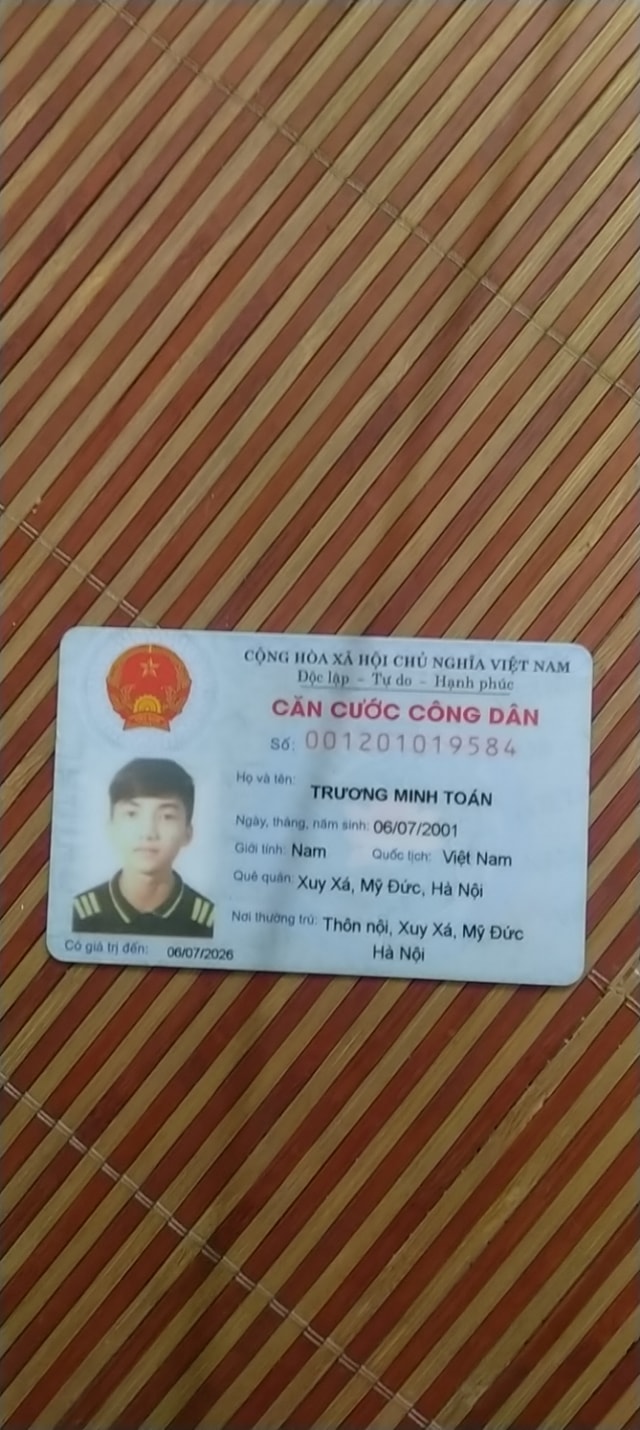 CỘNG HÒA XÃ HỘI CHỦ NGHĨA VIỆT NAM
Độc lập - Tự do - Hạnh phúc
CĂN CƯỚC CÔNG DÂN
Số: 001201019584
Họ và tên:
TRƯƠNG MINH TOÁN
Ngày, tháng, năm sinh: 06/07/2001
Giới tính: Nam Quốc tịch: Việt Nam
Quê quán: Xuy Xá, Mỹ Đức, Hà Nội
Nơi thường trú: Thôn nội, Xuy Xá, Mỹ Đức
Hà Nội
Có giá trị đến: 06/07/2026